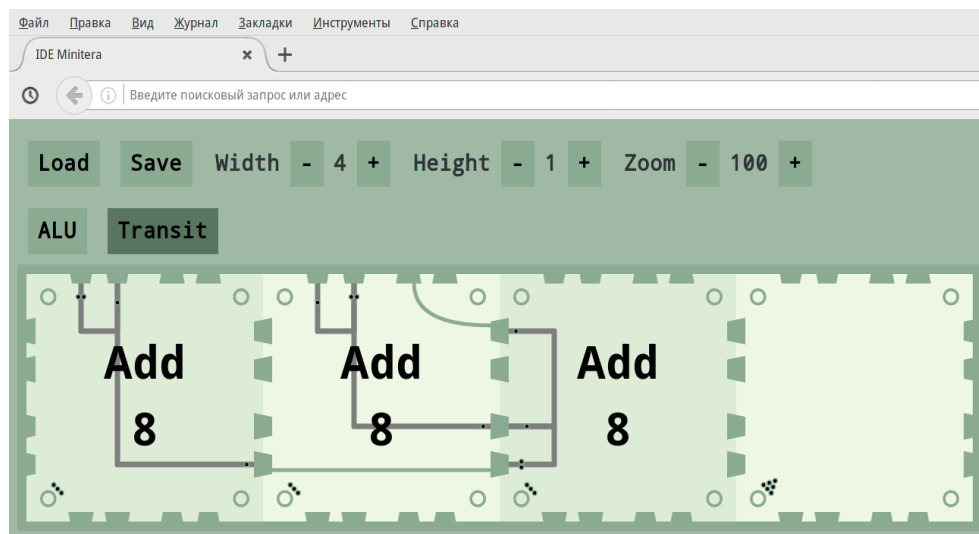 Файл Правка Вид Журнал Закладки Инструменты Справка
IDE Minitera
Введите поисковый запрос или адрес
Load Save Width - 4 + Height - 1 + Zoom - 100 +
ALU Transit
Add Add Add
8 8 8